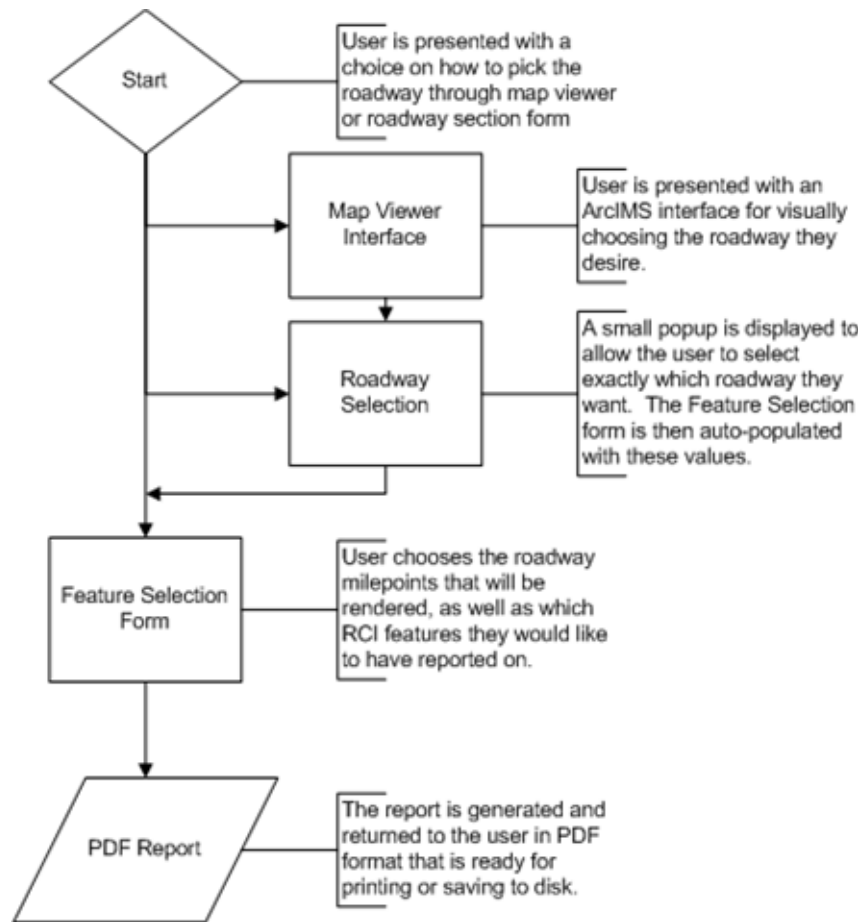 Start
User is presented with a
choice on how to pick the
roadway through map viewer
or roadway section form
Map Viewer
Interface
User is presented with an
ArcIMS interface for visually
choosing the roadway they
desire.
Roadway
Selection
A small popup is displayed to
allow the user to select
exactly which roadway they
want. The Feature Selection
form is then auto-populated
with these values.
Feature Selection
Form
User chooses the roadway
milepoints that will be
rendered, as well as which
RCI features they would like
to have reported on.
PDF Report
The report is generated and
returned to the user in PDF
format that is ready for
printing or saving to disk.